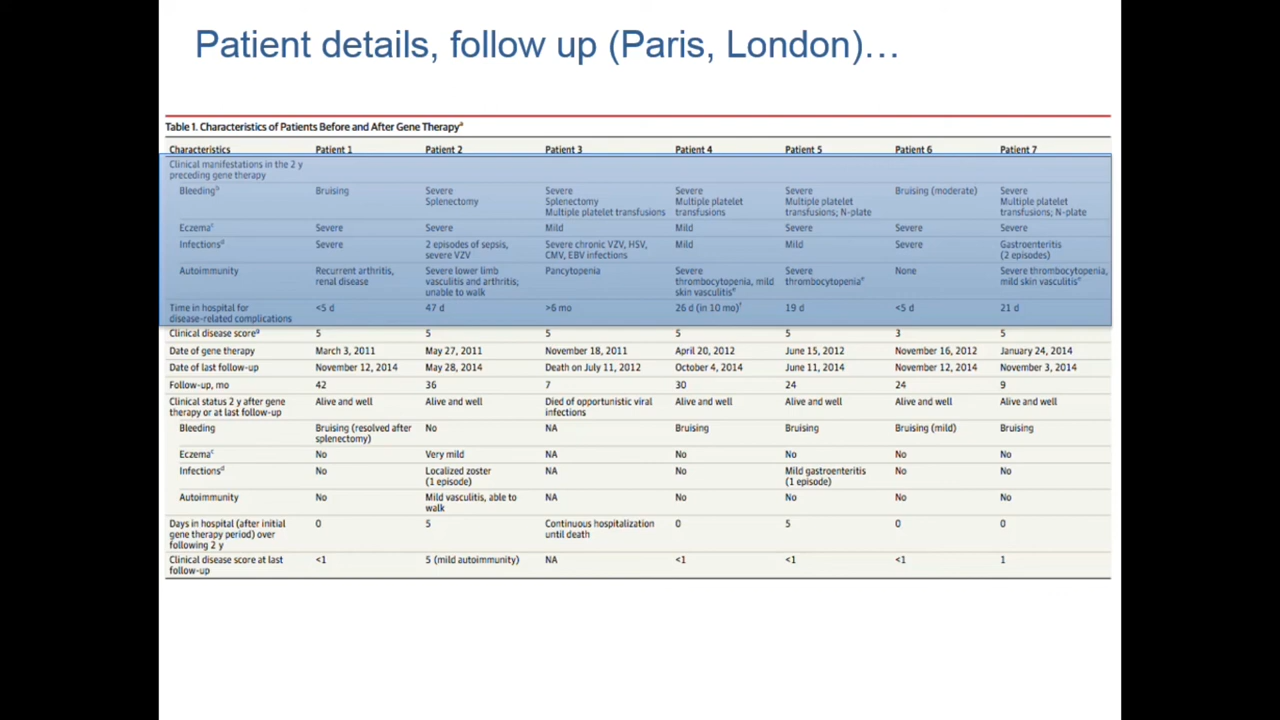 Patient details, follow up (Paris, London)…
Table 1. Characteristics of Patients Before and After Gene Therapyᵃ
Characteristics Patient 1 Patient 2 Patient 3 Patient 4 Patient 5 Patient 6 Patient 7
Clinical manifestations in the 2 y
preceding gene therapy
Bleedingᵇ Bruising Severe Severe Severe Severe Bruising (moderate) Severe
Splenectomy Splenectomy Multiple platelet Multiple platelet Multiple platelet
Multiple platelet transfusions transfusions transfusions; N-plate transfusions; N-plate
Eczemaᶜ Severe Severe Mild Mild Severe Severe Severe
Infectionsᵈ Severe 2 episodes of sepsis, Severe chronic VZV, HSV, Mild Mild Severe Gastroenteritis
severe VZV CMV, EBV infections (2 episodes)
Autoimmunity Recurrent arthritis, Severe lower limb Pancytopenia Severe Severe None Severe thrombocytopenia,
renal disease vasculitis and arthritis; thrombocytopenia, mild thrombocytopeniaᵉ mild skin vasculitisᵉ
unable to walk skin vasculitisᵉ
Time in hospital for <5 d 47 d >6 mo 26 d (in 10 mo)ᶠ 19 d <5 d 21 d
disease-related complications
Clinical disease scoreᵍ 5 5 5 5 5 3 5
Date of gene therapy March 3, 2011 May 27, 2011 November 18, 2011 April 20, 2012 June 15, 2012 November 16, 2012 January 24, 2014
Date of last follow-up November 12, 2014 May 28, 2014 Death on July 11, 2012 October 4, 2014 June 11, 2014 November 12, 2014 November 3, 2014
Follow-up, mo 42 36 7 30 24 24 9
Clinical status 2 y after gene Alive and well Alive and well Died of opportunistic viral Alive and well Alive and well Alive and well Alive and well
therapy or at last follow-up infections
Bleeding Bruising (resolved after No NA Bruising Bruising Bruising (mild) Bruising
splenectomy)
Eczemaᶜ No Very mild NA No No No No
Infectionsᵈ No Localized zoster NA No Mild gastroenteritis No No
(1 episode) (1 episode)
Autoimmunity No Mild vasculitis, able to NA No No No No
walk
Days in hospital (after initial 0 5 Continuous hospitalization 0 5 0 0
gene therapy period) over until death
following 2 y
Clinical disease score at last <1 5 (mild autoimmunity) NA <1 <1 <1 1
follow-up